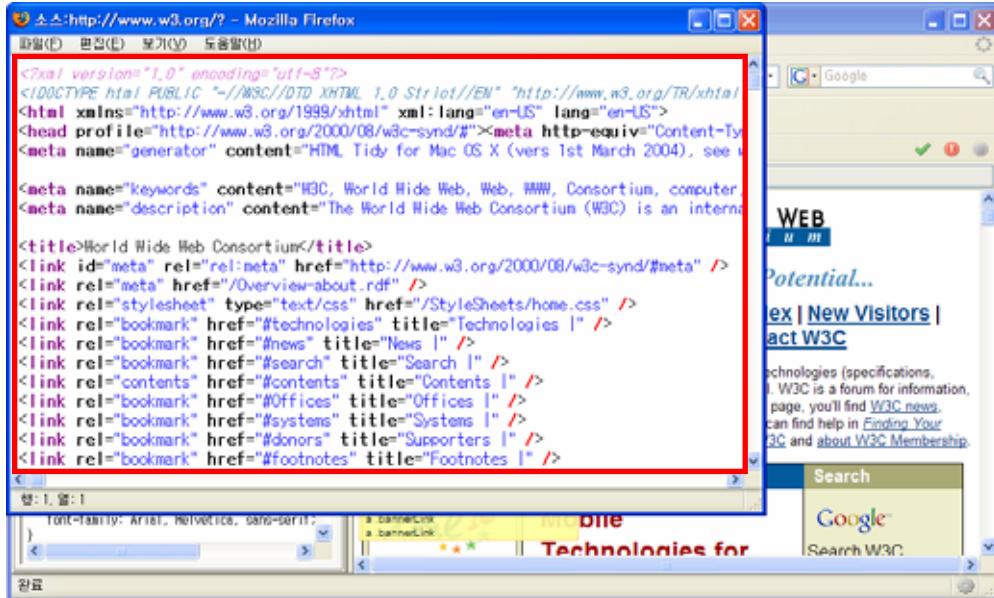 소스:http://www.w3.org/? - Mozilla Firefox
파일(F) 편집(E) 보기(V) 도움말(H)
<?xml version="1.0" encoding="utf-8"?>
<!DOCTYPE html PUBLIC "-//W3C//DTD XHTML 1.0 Strict//EN" "http://www.w3.org/TR/xhtml
<html xmlns="http://www.w3.org/1999/xhtml" xml:lang="en-US" lang="en-US">
<head profile="http://www.w3.org/2000/08/w3c-synd/#"><meta http-equiv="Content-Ty
<meta name="generator" content="HTML Tidy for Mac OS X (vers 1st March 2004), see w
<meta name="keywords" content="W3C, World Wide Web, Web, WWW, Consortium, computer,
<meta name="description" content="The World Wide Web Consortium (W3C) is an interna
<title>World Wide Web Consortium</title>
<link id="meta" rel="rel:meta" href="http://www.w3.org/2000/08/w3c-synd/#meta" />
<link rel="meta" href="/Overview-about.rdf" />
<link rel="stylesheet" type="text/css" href="/StyleSheets/home.css" />
<link rel="bookmark" href="#technologies" title="Technologies |" />
<link rel="bookmark" href="#news" title="News |" />
<link rel="bookmark" href="#search" title="Search |" />
<link rel="contents" href="#contents" title="Contents |" />
<link rel="bookmark" href="#Offices" title="Offices |" />
<link rel="bookmark" href="#systems" title="Systems |" />
<link rel="bookmark" href="#donors" title="Supporters |" />
<link rel="bookmark" href="#footnotes" title="Footnotes |" />
행: 1, 열: 1
G Google
WEB
i u m
Potential...
ex | New Visitors |
act W3C
echnologies (specifications,
l. W3C is a forum for information,
page, you'll find W3C news,
can find help in Finding Your
3C and about W3C Membership.
Search
Google
Search W3C
font-family: Arial, Helvetica, sans-serif;
}
a.bannerLink
a.bannerLink
Mobile
Technologies for
완료